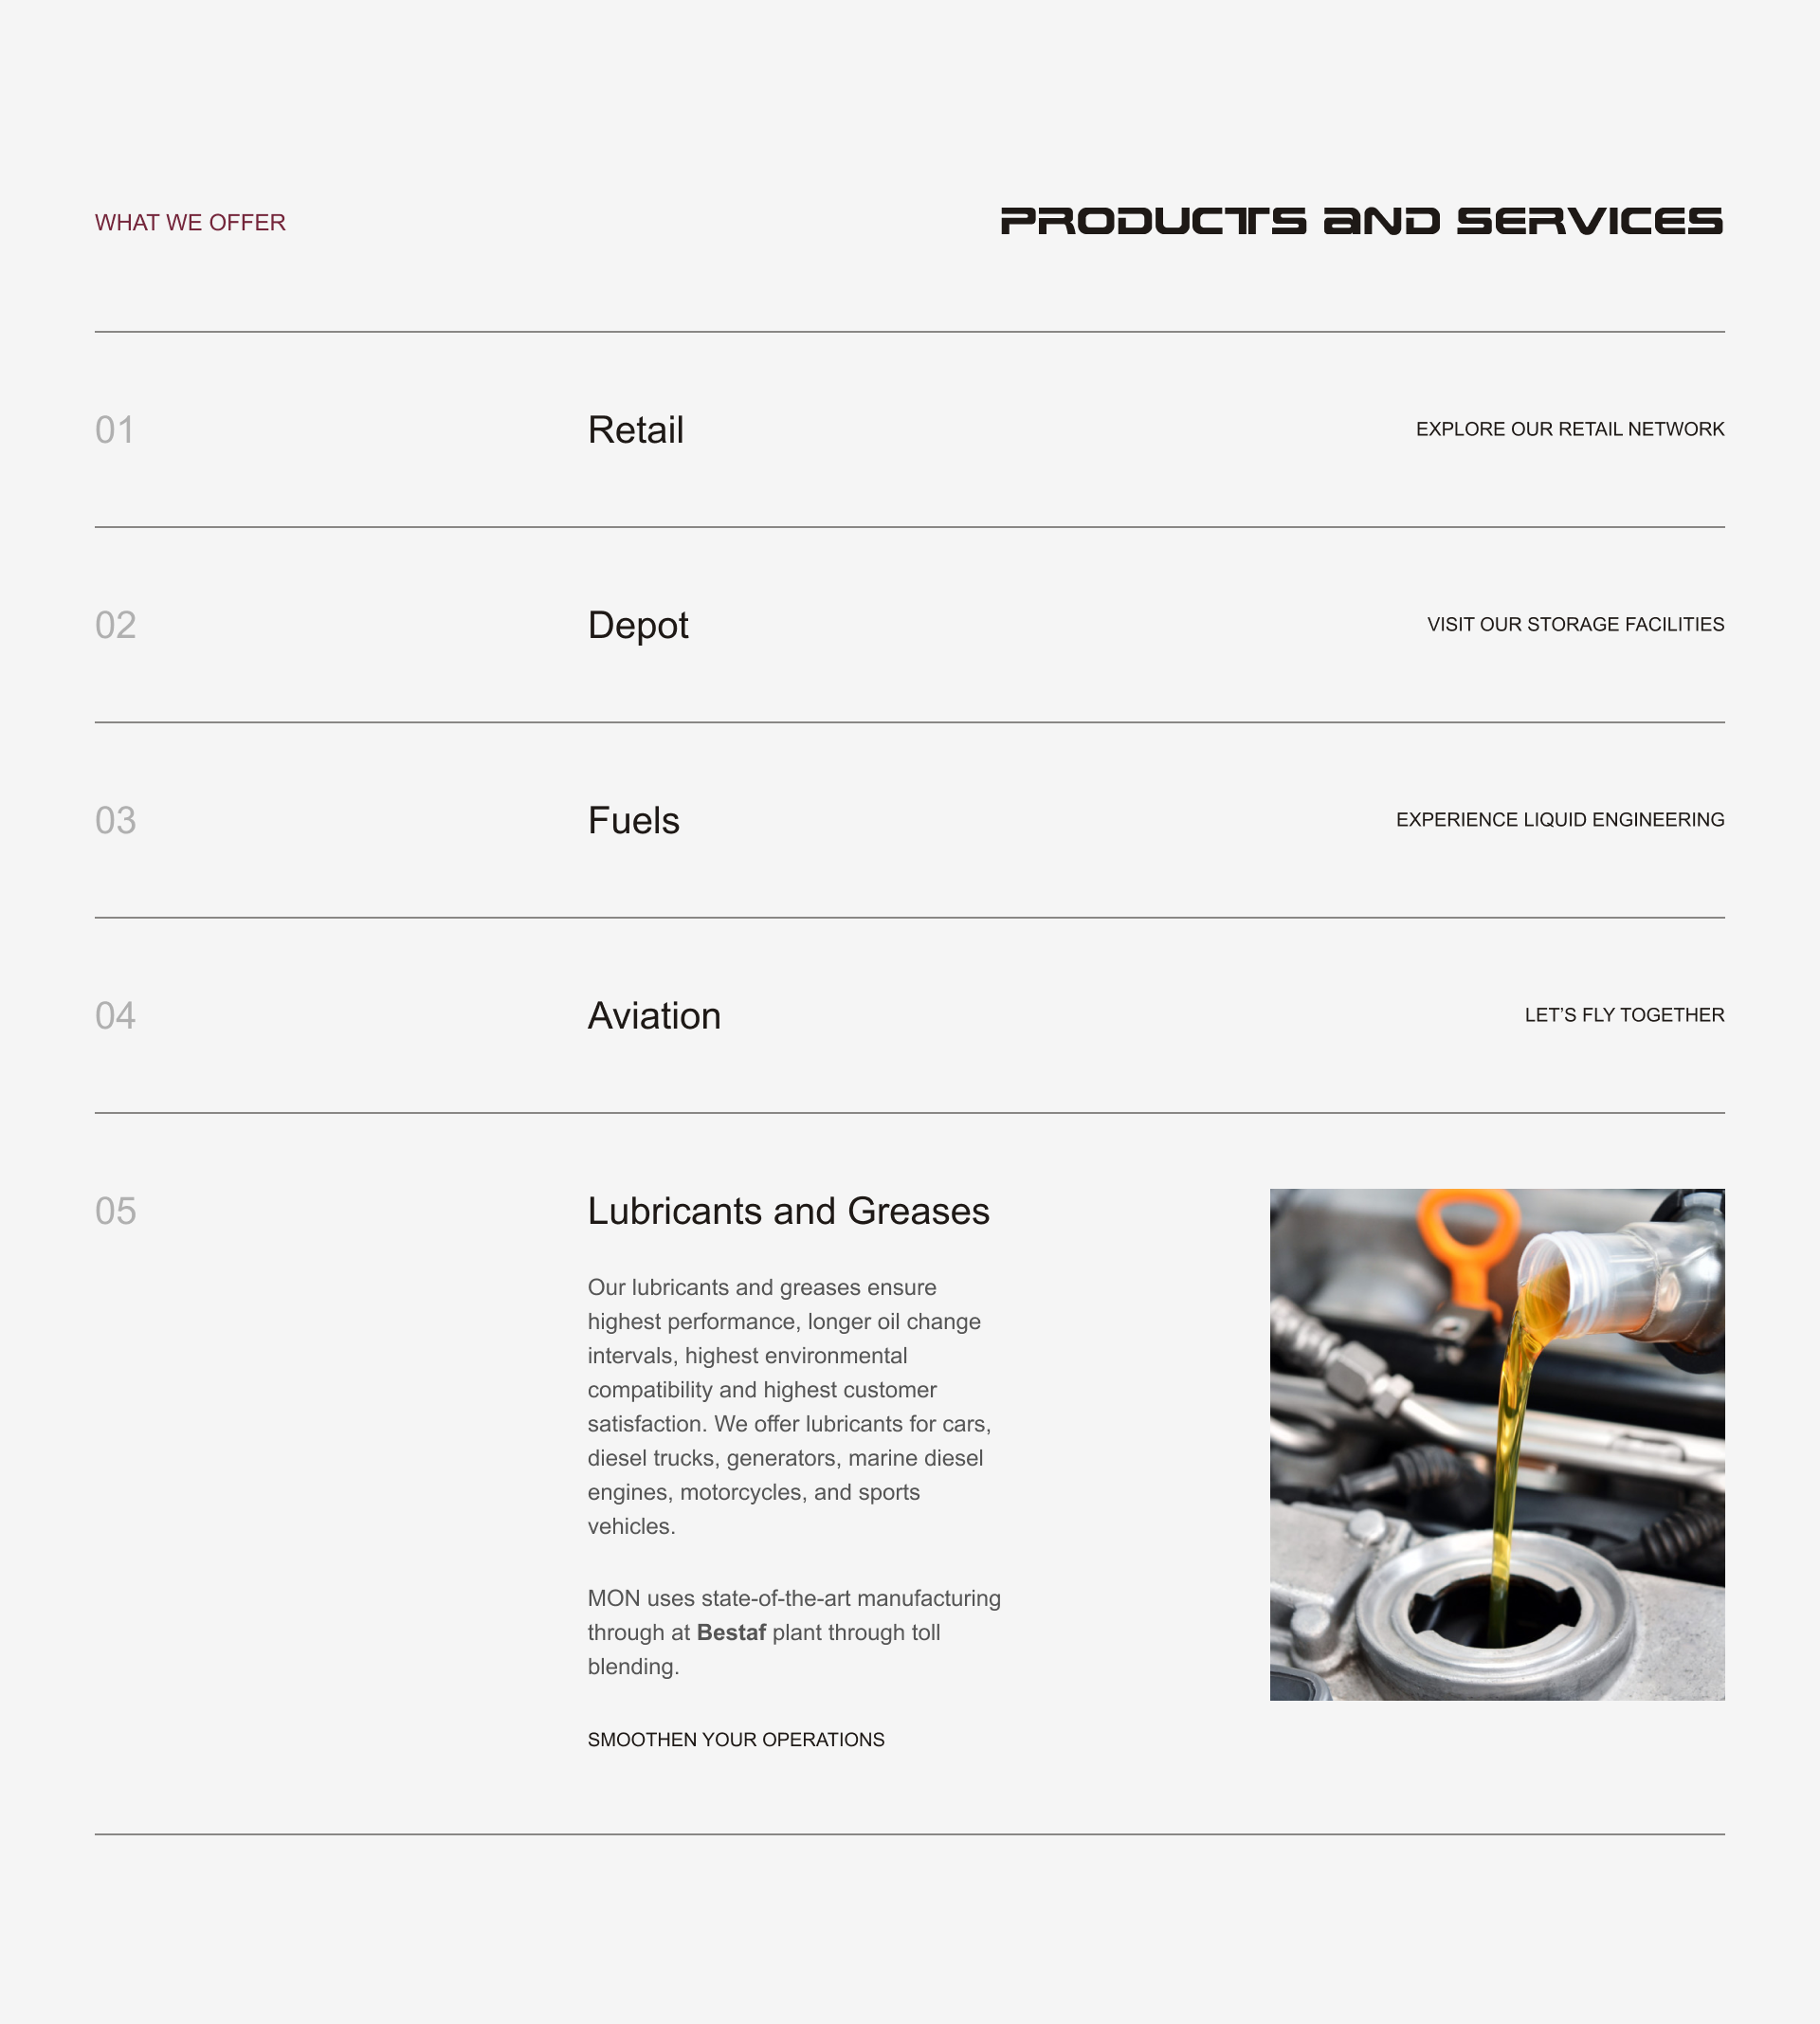 WHAT WE OFFER
PRODUCTS aND SERVICES
01
Retail
EXPLORE OUR RETAIL NETWORK
02
Depot
VISIT OUR STORAGE FACILITIES
03
Fuels
EXPERIENCE LIQUID ENGINEERING
04
Aviation
LET’S FLY TOGETHER
05
Lubricants and Greases
Our lubricants and greases ensure
highest performance, longer oil change
intervals, highest environmental
compatibility and highest customer
satisfaction. We offer lubricants for cars,
diesel trucks, generators, marine diesel
engines, motorcycles, and sports
vehicles.
MON uses state-of-the-art manufacturing
through at Bestaf plant through toll
blending.
SMOOTHEN YOUR OPERATIONS